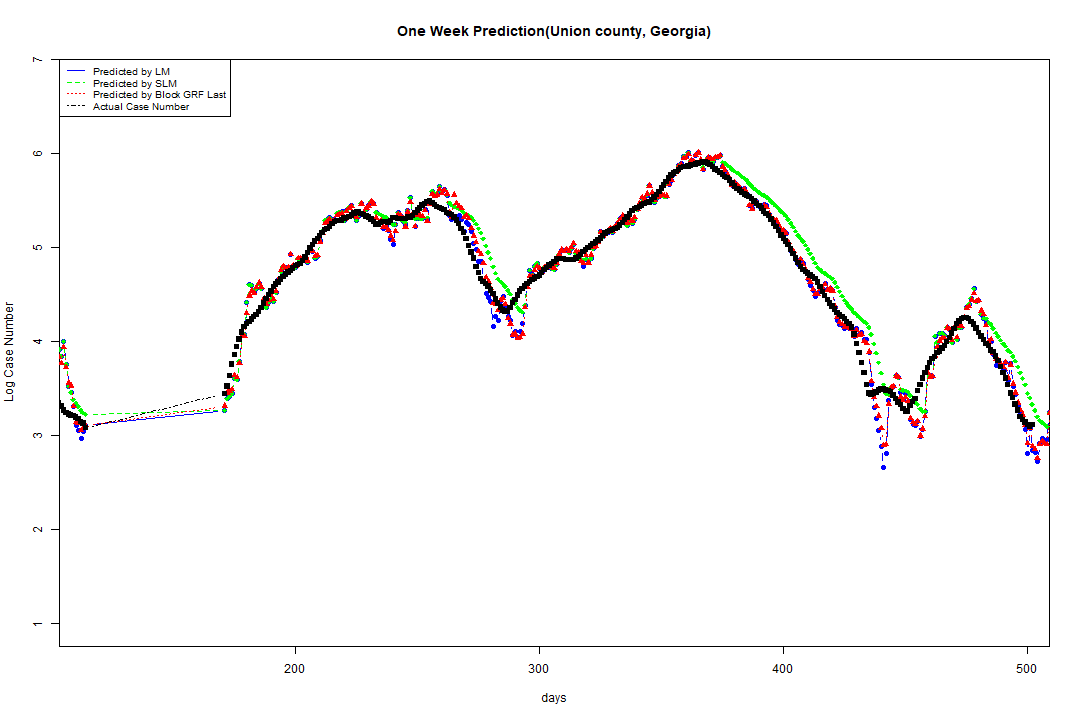 One Week Prediction(Union county, Georgia)
Predicted by LM
Predicted by SLM
Predicted by Block GRF Last
Actual Case Number
Log Case Number
7
6
5
4
3
2
1
200 300 400 500
days